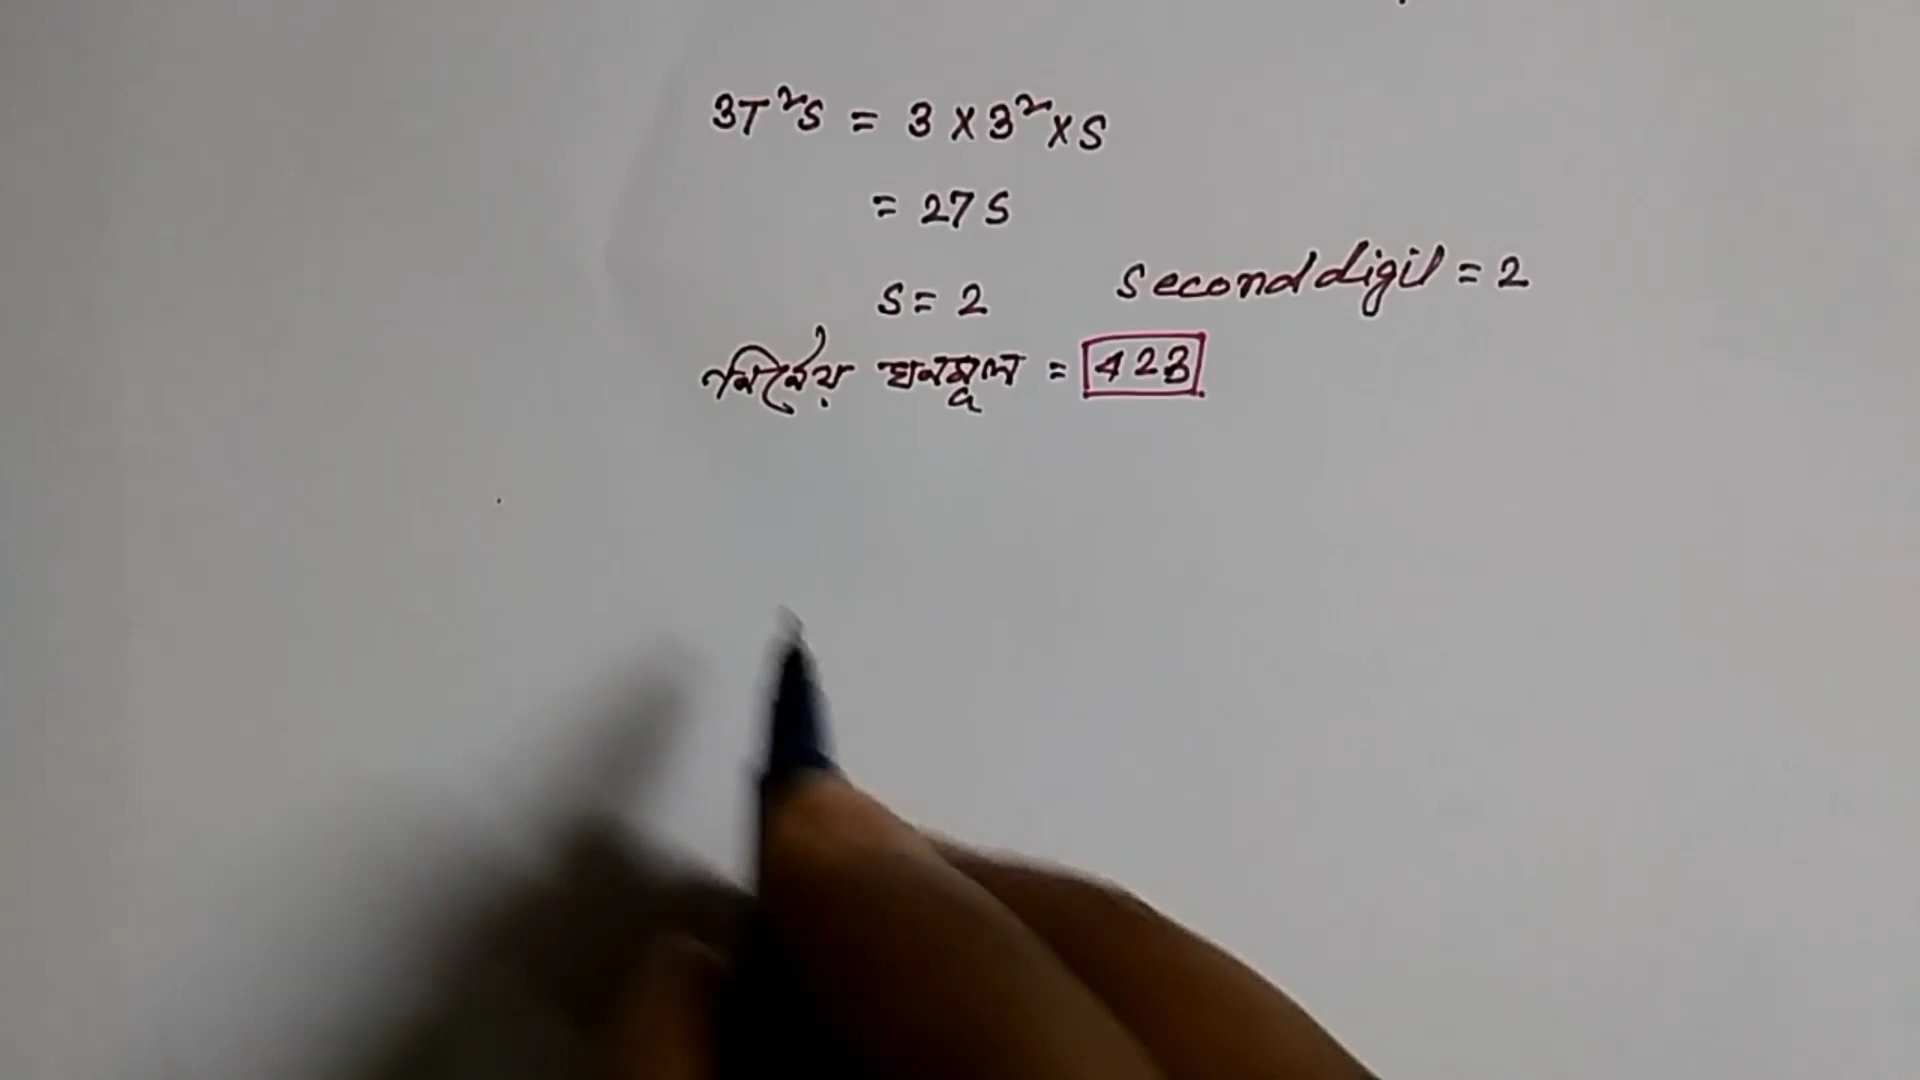 3T²S = 3 × 3² × S
= 27 S
S = 2 Second digit = 2
নির্নেয় ঘনমূল = 423